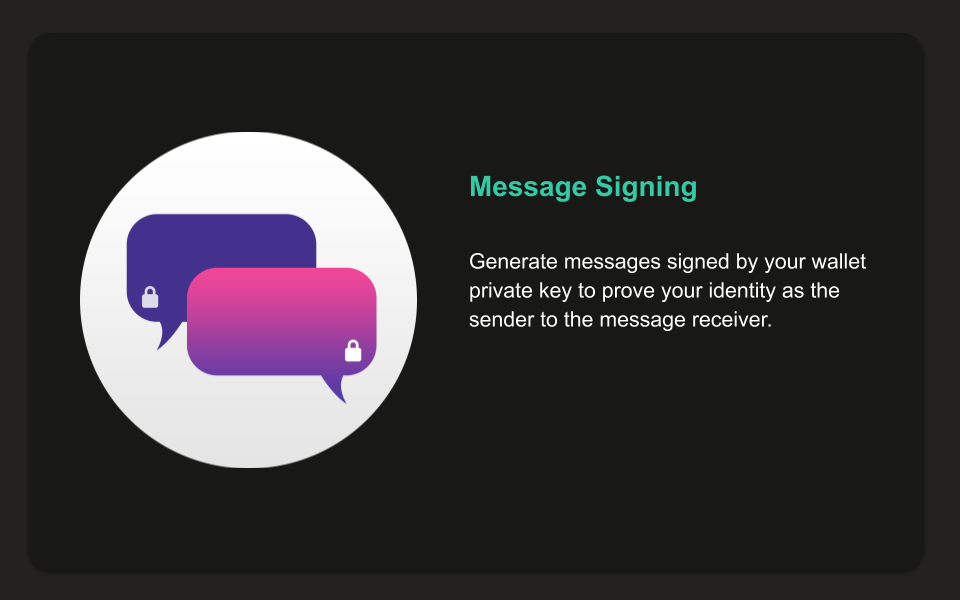 Message Signing
Generate messages signed by your wallet
private key to prove your identity as the
sender to the message receiver.